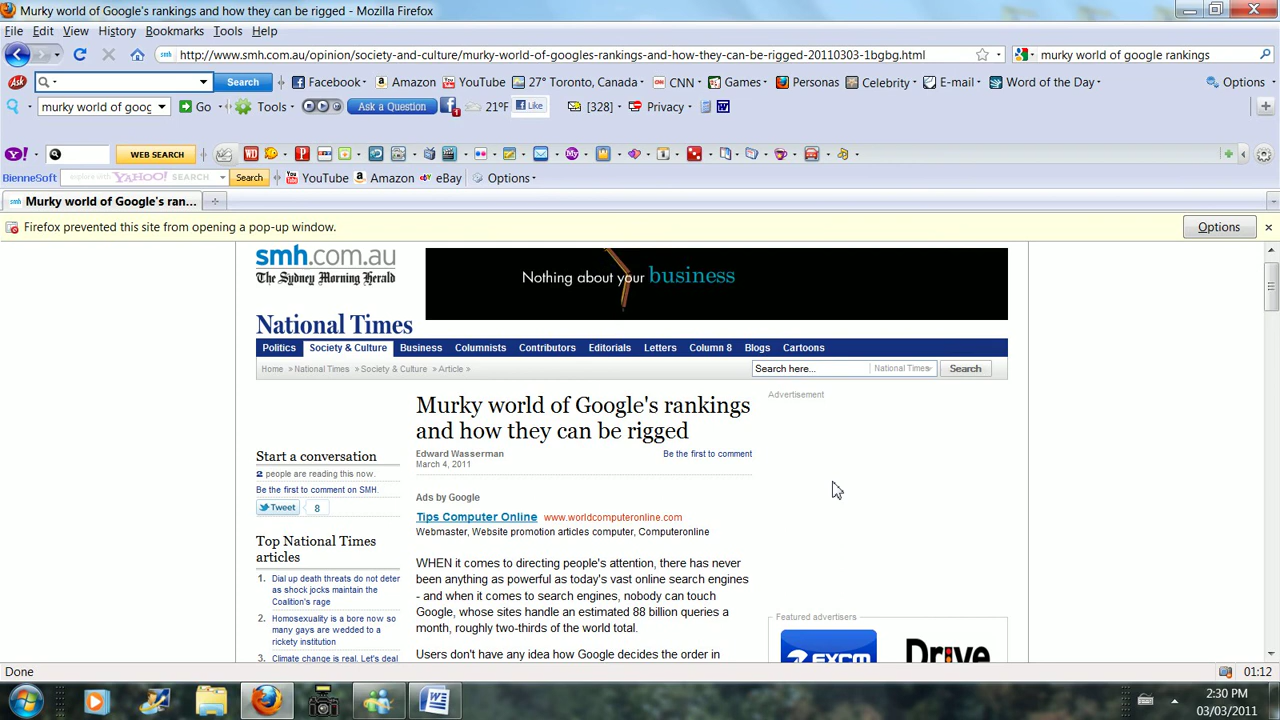 Murky world of Google's rankings and how they can be rigged - Mozilla Firefox
File Edit View History Bookmarks Tools Help
http://www.smh.com.au/opinion/society-and-culture/murky-world-of-googles-rankings-and-how-they-can-be-rigged-20110303-1bgbg.html murky world of google rankings
Ask Search Facebook Amazon YouTube 27° Toronto, Canada CNN Games Personas Celebrity E-mail Word of the Day Options
murky world of goog Go Tools Ask a Question 21°F Like [328] Privacy
Y! WEB SEARCH
BienneSoft explore with YAHOO! SEARCH Search YouTube Amazon eBay Options
smh Murky world of Google's ran...
Firefox prevented this site from opening a pop-up window. Options
smh.com.au
The Sydney Morning Herald
Nothing about your business
National Times
Politics Society & Culture Business Columnists Contributors Editorials Letters Column 8 Blogs Cartoons
Home » National Times » Society & Culture » Article » Search here... National Times Search
Advertisement
Murky world of Google's rankings
and how they can be rigged
Edward Wasserman Be the first to comment
March 4, 2011
Start a conversation
2 people are reading this now.
Be the first to comment on SMH.
Tweet 8
Top National Times
articles
1. Dial up death threats do not deter
as shock jocks maintain the
Coalition's rage
2. Homosexuality is a bore now so
many gays are wedded to a
rickety institution
3. Climate change is real. Let's deal
Ads by Google
Tips Computer Online www.worldcomputeronline.com
Webmaster, Website promotion articles computer, Computeronline
WHEN it comes to directing people's attention, there has never
been anything as powerful as today's vast online search engines
- and when it comes to search engines, nobody can touch
Google, whose sites handle an estimated 88 billion queries a
month, roughly two-thirds of the world total.
Users don't have any idea how Google decides the order in
Featured advertisers
Drive
Done 01:12
2:30 PM
03/03/2011